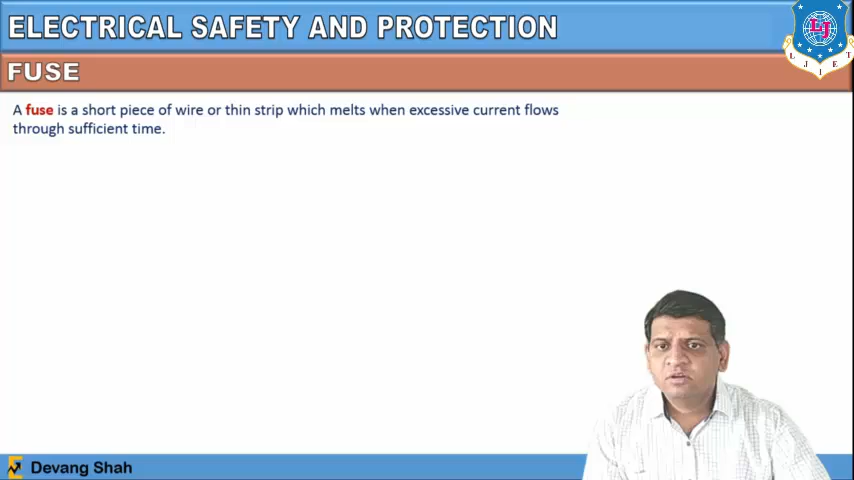 ELECTRICAL SAFETY AND PROTECTION
FUSE
A fuse is a short piece of wire or thin strip which melts when excessive current flows
through sufficient time.
LJ
L J I E T
Devang Shah